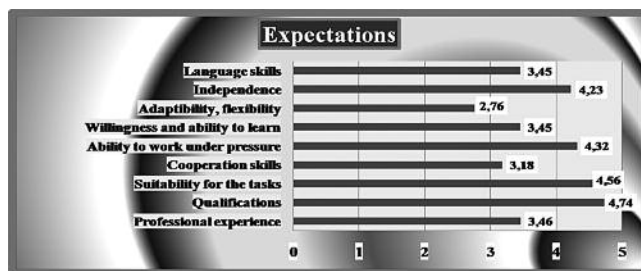 Expectations
Language skills 3,45
Independence 4,23
Adaptibility, flexibility 2,76
Willingness and ability to learn 3,45
Ability to work under pressure 4,32
Cooperation skills 3,18
Suitability for the tasks 4,56
Qualifications 4,74
Professional experience 3,46
0 1 2 3 4 5